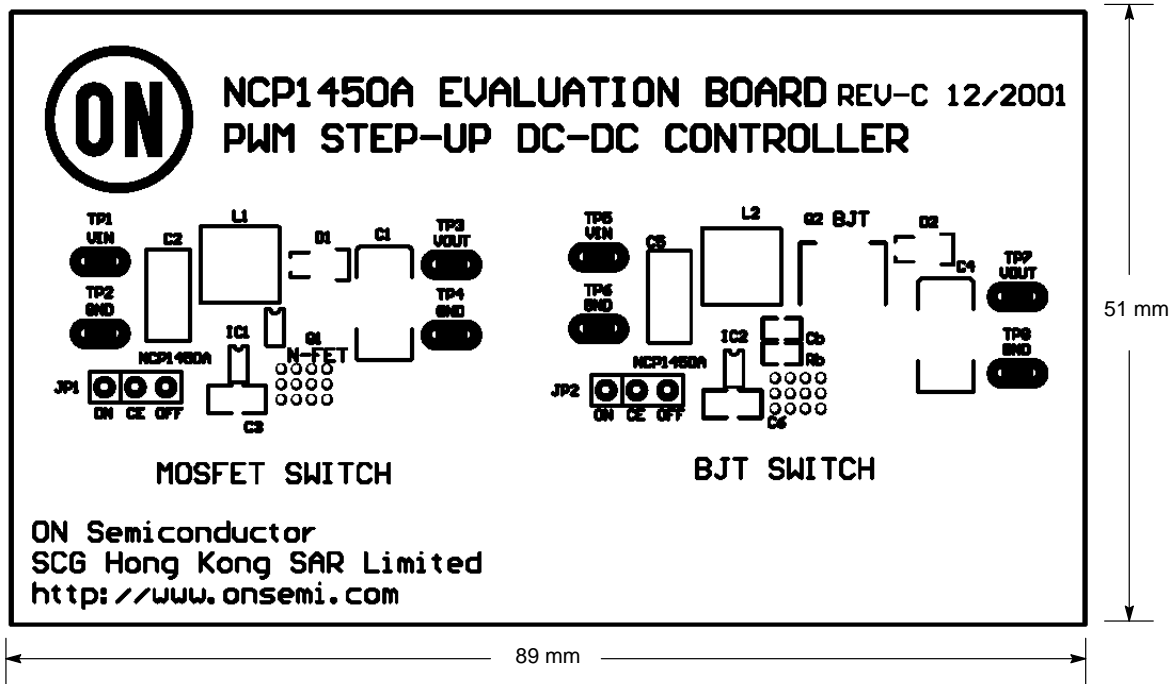 ON
NCP1450A EVALUATION BOARD REV-C 12/2001
PWM STEP-UP DC-DC CONTROLLER
TP1
VIN
C2
L1
D1
C1
TP3
VOUT
TP2
GND
TP4
GND
IC1
Q1
N-FET
NCP1450A
JP1
ON CE OFF
C3
MOSFET SWITCH
TP5
VIN
C5
L2
Q2 BJT
D2
C4
TP7
VOUT
TP6
GND
IC2
Cb
Rb
TP8
GND
NCP1450A
JP2
ON CE OFF
C6
BJT SWITCH
ON Semiconductor
SCG Hong Kong SAR Limited
http://www.onsemi.com
51 mm
89 mm